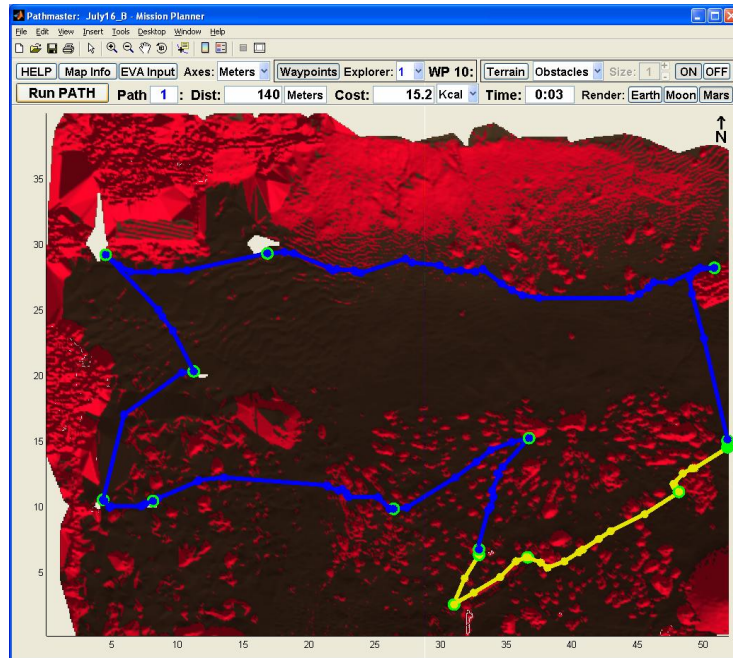 Pathmaster: July16_B - Mission Planner
File Edit View Insert Tools Desktop Window Help
HELP Map Info EVA Input Axes: Meters Waypoints Explorer: 1 WP 10: Terrain Obstacles Size: 1 ON OFF
Run PATH Path 1 : Dist: 140 Meters Cost: 15.2 Kcal Time: 0:03 Render: Earth Moon Mars
N
35
30
25
20
15
10
5
5 10 15 20 25 30 35 40 45 50